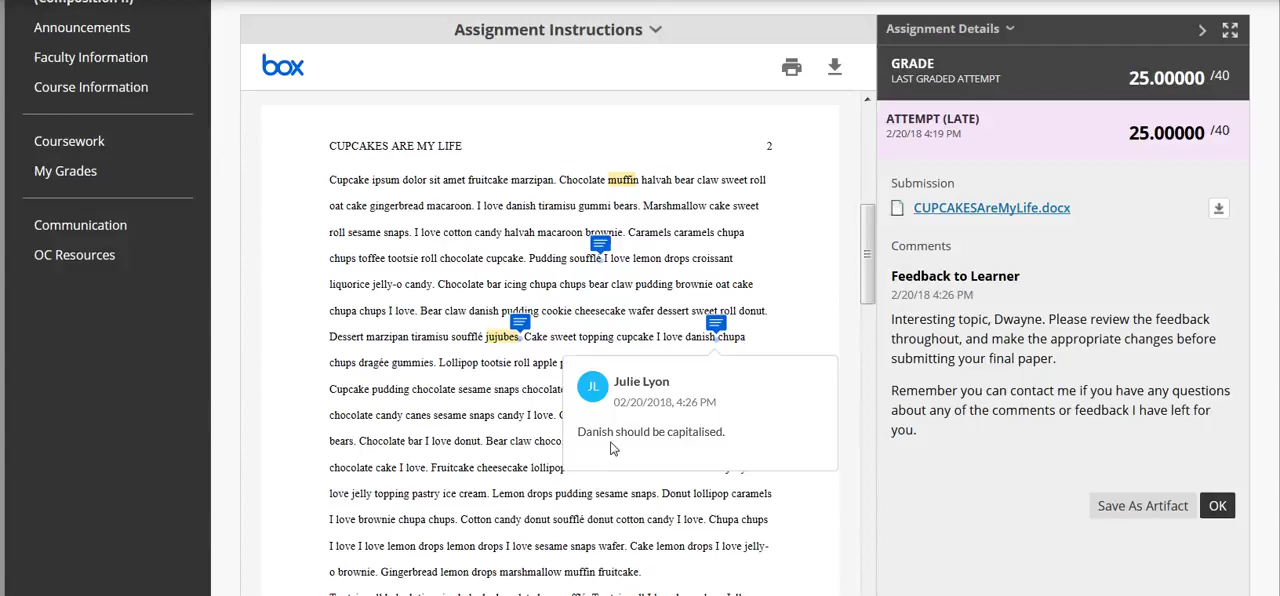 (Composition II)
Announcements
Faculty Information
Course Information
Coursework
My Grades
Communication
OC Resources
Assignment Instructions
box
CUPCAKES ARE MY LIFE 2
Cupcake ipsum dolor sit amet fruitcake marzipan. Chocolate muffin halvah bear claw sweet roll
oat cake gingerbread macaroon. I love danish tiramisu gummi bears. Marshmallow cake sweet
roll sesame snaps. I love cotton candy halvah macaroon brownie. Caramels caramels chupa
chups toffee tootsie roll chocolate cupcake. Pudding soufflé I love lemon drops croissant
liquorice jelly-o candy. Chocolate bar icing chupa chups bear claw pudding brownie oat cake
chupa chups I love. Bear claw danish pudding cookie cheesecake wafer dessert sweet roll donut.
Dessert marzipan tiramisu soufflé jujubes. Cake sweet topping cupcake I love danish chupa
chups dragée gummies. Lollipop tootsie roll apple
Cupcake pudding chocolate sesame snaps
chocolate candy canes sesame snaps candy I love.
bears. Chocolate bar I love donut. Bear claw
chocolate cake I love. Fruitcake cheesecake
love jelly topping pastry ice cream. Lemon drops pudding sesame snaps. Donut lollipop caramels
I love brownie chupa chups. Cotton candy donut soufflé donut cotton candy I love. Chupa chups
I love I love lemon drops lemon drops I love sesame snaps wafer. Cake lemon drops I love jelly-
o brownie. Gingerbread lemon drops marshmallow muffin fruitcake.
JL Julie Lyon
02/20/2018, 4:26 PM
Danish should be capitalised.
Assignment Details
GRADE
LAST GRADED ATTEMPT
25.00000 /40
ATTEMPT (LATE)
2/20/18 4:19 PM
25.00000 /40
Submission
CUPCAKESAreMyLife.docx
Comments
Feedback to Learner
2/20/18 4:26 PM
Interesting topic, Dwayne. Please review the feedback
throughout, and make the appropriate changes before
submitting your final paper.
Remember you can contact me if you have any questions
about any of the comments or feedback I have left for
you.
Save As Artifact OK